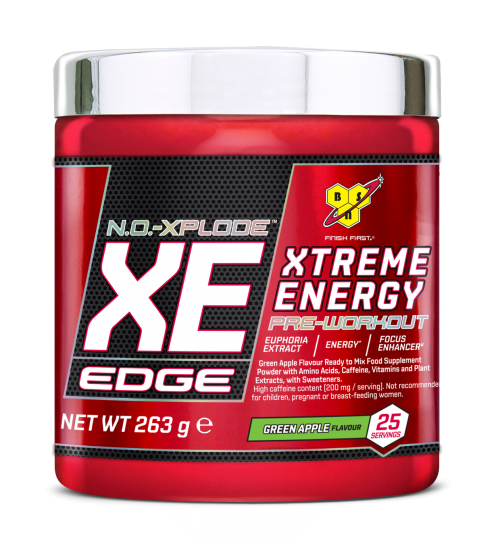 N.O.-XPLODE™
XE
EDGE
NET WT 263 g ℮
BSN
FINISH FIRST.®
XTREME
ENERGY
PRE-WORKOUT
EUPHORIA EXTRACT
ENERGY*
FOCUS ENHANCER*
Green Apple Flavour Ready to Mix Food Supplement
Powder with Amino Acids, Caffeine, Vitamins and Plant
Extracts, with Sweeteners.
High caffeine content [200 mg / serving]. Not recommended
for children, pregnant or breast-feeding women.
GREEN APPLE FLAVOUR
25
SERVINGS